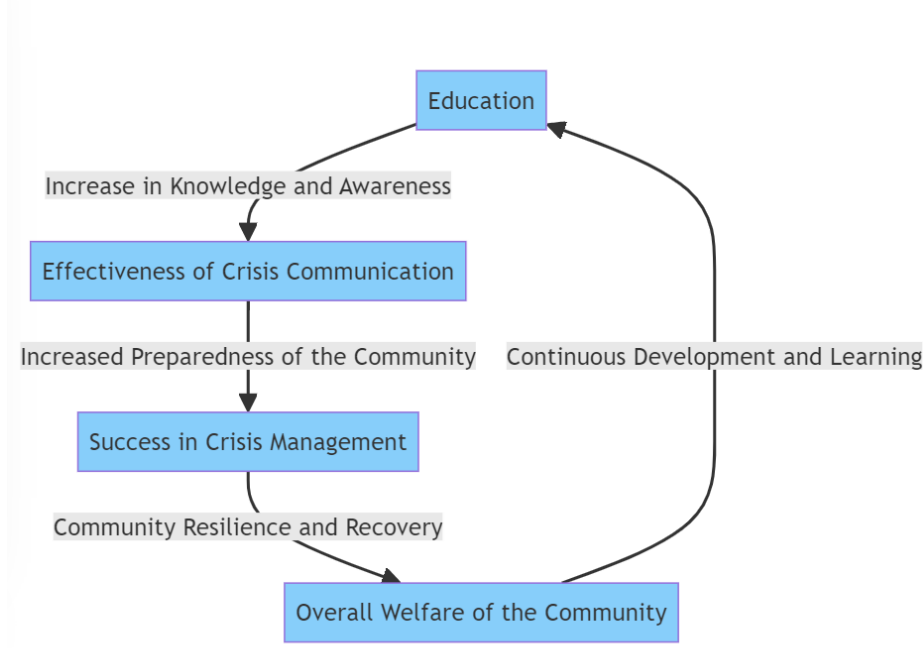 Education
Increase in Knowledge and Awareness
Effectiveness of Crisis Communication
Increased Preparedness of the Community
Continuous Development and Learning
Success in Crisis Management
Community Resilience and Recovery
Overall Welfare of the Community